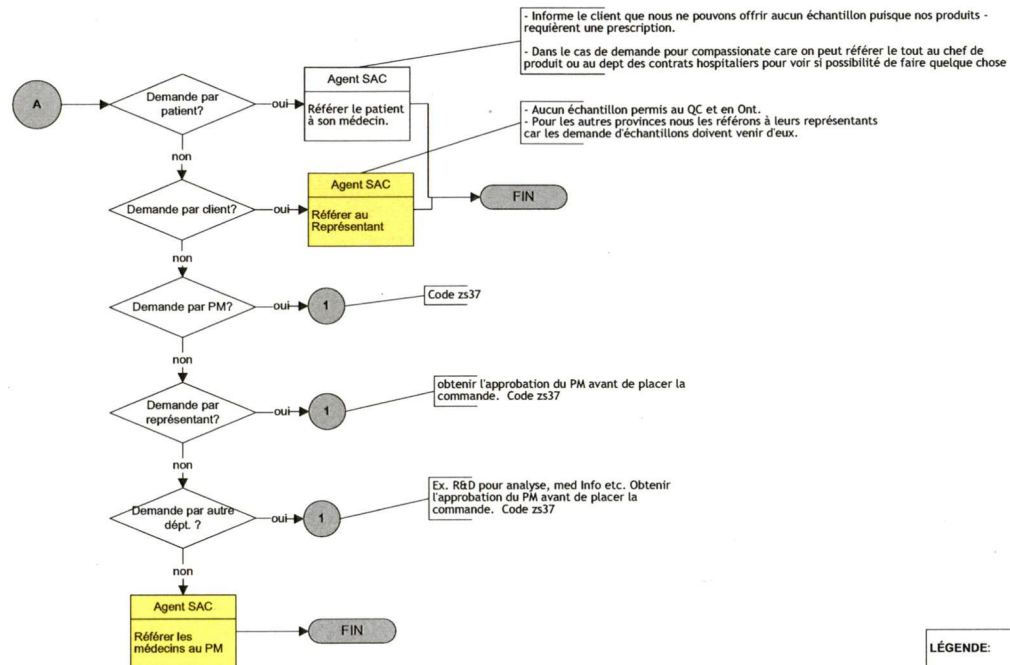 - Informe le client que nous ne pouvons offrir aucun échantillon puisque nos produits -
requièrent une prescription.
- Dans le cas de demande pour compassionate care on peut référer le tout au chef de
produit ou au dept des contrats hospitaliers pour voir si possibilité de faire quelque chose
A
Demande par
patient?
oui
Agent SAC
Référer le patient
à son médecin.
- Aucun échantillon permis au QC et en Ont.
- Pour les autres provinces nous les référons à leurs représentants
car les demande d'échantillons doivent venir d'eux.
non
Demande par client?
oui
Agent SAC
Référer au
Représentant
FIN
non
Demande par PM?
oui
1
Code zs37
non
Demande par
représentant?
oui
1
obtenir l'approbation du PM avant de placer la
commande. Code zs37
non
Demande par autre
dépt. ?
oui
1
Ex. R&D pour analyse, med Info etc. Obtenir
l'approbation du PM avant de placer la
commande. Code zs37
non
Agent SAC
Référer les
médecins au PM
FIN
LÉGENDE: